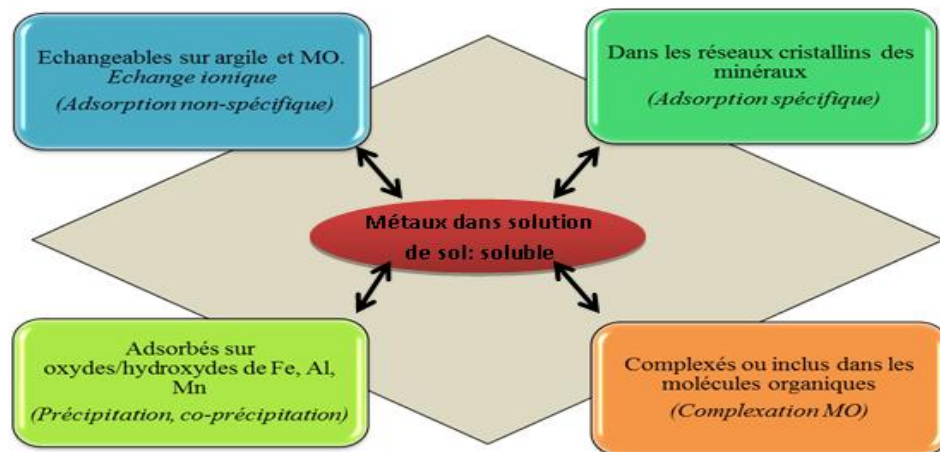 Echangeables sur argile et MO.
Echange ionique
(Adsorption non-spécifique)
Dans les réseaux cristallins des
minéraux
(Adsorption spécifique)
Métaux dans solution
de sol: soluble
Adsorbés sur
oxydes/hydroxydes de Fe, Al,
Mn
(Précipitation, co-précipitation)
Complexés ou inclus dans les
molécules organiques
(Complexation MO)